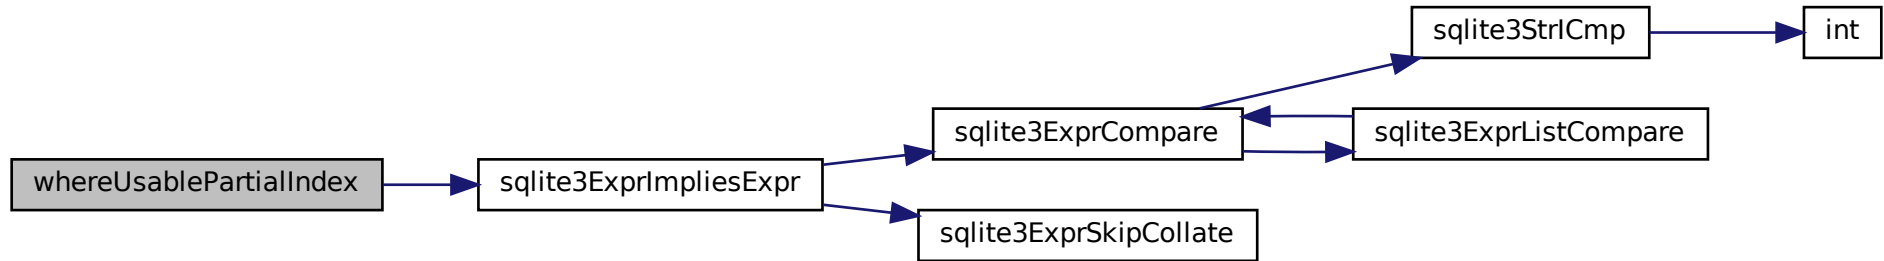 whereUsablePartialIndex
sqlite3ExprImpliesExpr
sqlite3ExprCompare
sqlite3StrICmp
int
sqlite3ExprListCompare
sqlite3ExprSkipCollate